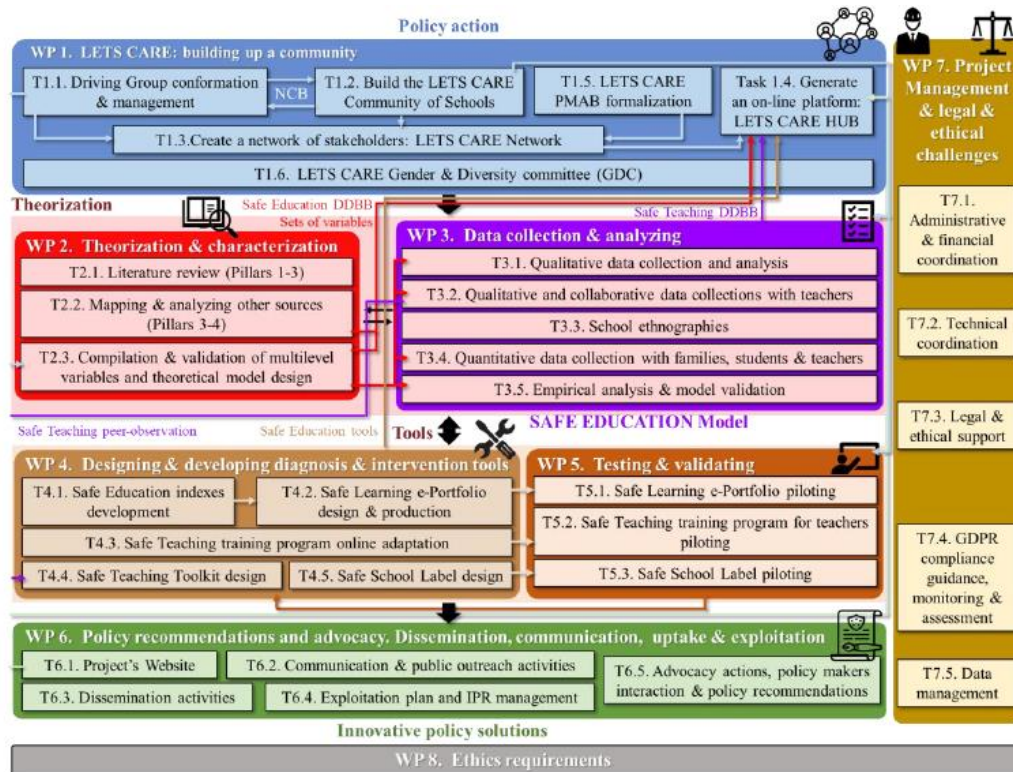 Policy action
WP 1. LETS CARE: building up a community
T1.1. Driving Group conformation
& management
NCB
T1.2. Build the LETS CARE
Community of Schools
T1.5. LETS CARE
PMAB formalization
Task 1.4. Generate
an on-line platform:
LETS CARE HUB
T1.3.Create a network of stakeholders: LETS CARE Network
T1.6. LETS CARE Gender & Diversity committee (GDC)
WP 7. Project
Management
& legal &
ethical
challenges
T7.1.
Administrative
& financial
coordination
T7.2. Technical
coordination
T7.3. Legal &
ethical support
T7.4. GDPR
compliance
guidance,
monitoring &
assessment
T7.5. Data
management
Theorization
Safe Education DDBB
Sets of variables
Safe Teaching DDBB
WP 2. Theorization & characterization
T2.1. Literature review (Pillars 1-3)
T2.2. Mapping & analyzing other sources
(Pillars 3-4)
T2.3. Compilation & validation of multilevel
variables and theoretical model design
WP 3. Data collection & analyzing
T3.1. Qualitative data collection and analysis
T3.2. Qualitative and collaborative data collections with teachers
T3.3. School ethnographies
T3.4. Quantitative data collection with families, students & teachers
T3.5. Empirical analysis & model validation
Safe Teaching peer-observation
Safe Education tools
Tools
SAFE EDUCATION Model
WP 4. Designing & developing diagnosis & intervention tools
T4.1. Safe Education indexes
development
T4.2. Safe Learning e-Portfolio
design & production
T4.3. Safe Teaching training program online adaptation
T4.4. Safe Teaching Toolkit design
T4.5. Safe School Label design
WP 5. Testing & validating
T5.1. Safe Learning e-Portfolio piloting
T5.2. Safe Teaching training program for teachers
piloting
T5.3. Safe School Label piloting
WP 6. Policy recommendations and advocacy. Dissemination, communication, uptake & exploitation
T6.1. Project's Website
T6.2. Communication & public outreach activities
T6.3. Dissemination activities
T6.4. Exploitation plan and IPR management
T6.5. Advocacy actions, policy makers
interaction & policy recommendations
Innovative policy solutions
WP 8. Ethics requirements